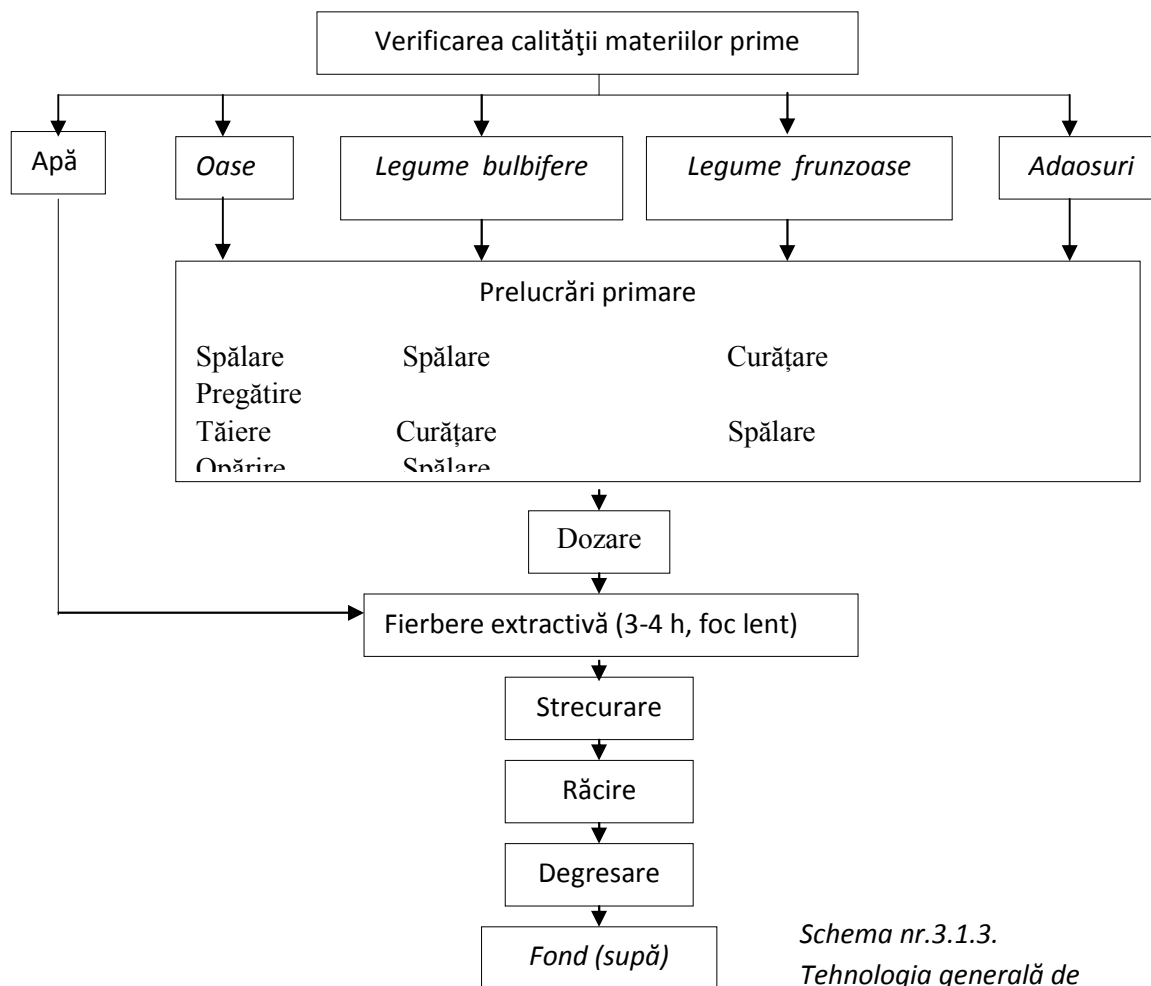 Verificarea calităţii materiilor prime
Apă
Oase
Legume bulbifere
Legume frunzoase
Adaosuri
Prelucrări primare
Spălare Spălare Curățare
Pregătire
Tăiere Curățare Spălare
Opărire Spălare
Dozare
Fierbere extractivă (3-4 h, foc lent)
Strecurare
Răcire
Degresare
Fond (supă)
Schema nr.3.1.3.
Tehnologia generală de